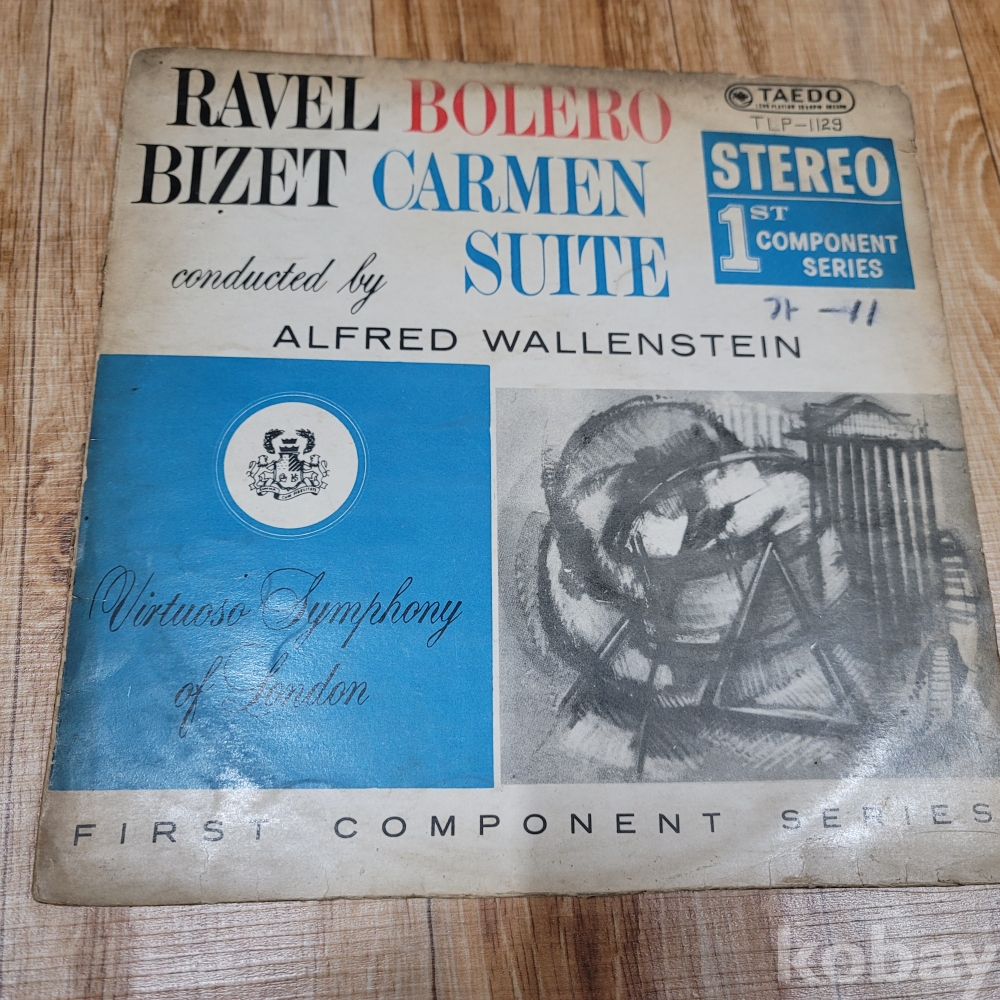 RAVEL BOLERO
BIZET CARMEN
SUITE
conducted by
ALFRED WALLENSTEIN
TAEDO
TLP-1129
STEREO
1ST
COMPONENT
SERIES
가 -11
Virtuoso Symphony
of London
FIRST COMPONENT SERIES
kobay